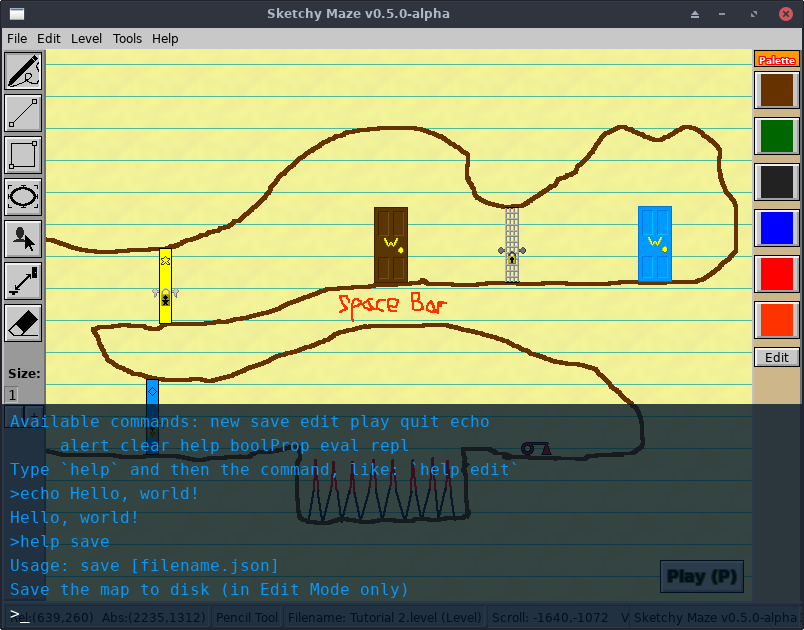 Sketchy Maze v0.5.0-alpha
File Edit Level Tools Help
Palette
W
W
Space Bar
Edit
Size:
1
Available commands: new save edit play quit echo
alert clear help boolProp eval repl
Type `help` and then the command, like: `help edit`
>echo Hello, world!
Hello, world!
>help save
Usage: save [filename.json]
Save the map to disk (in Edit Mode only)
Play (P)
>_
(639,260) Abs:(2235,1312) Pencil Tool Filename: Tutorial 2.level (Level) Scroll: -1640,-1072 V Sketchy Maze v0.5.0-alpha